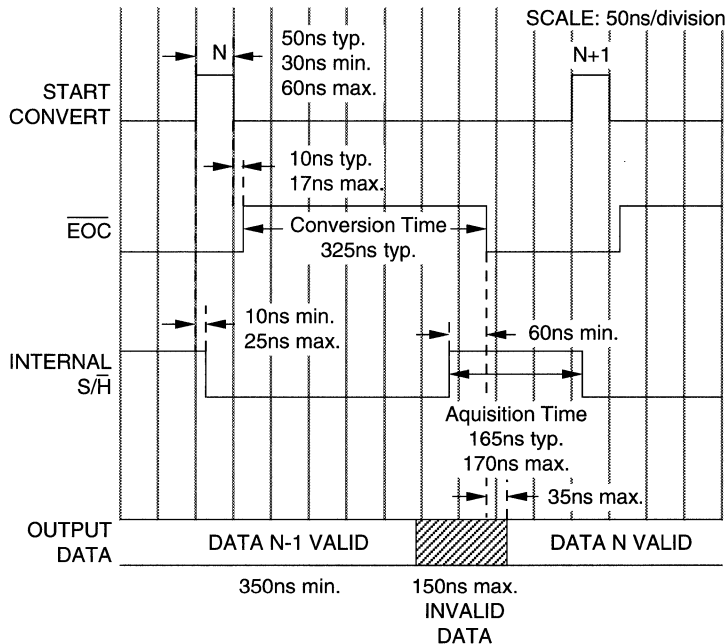 SCALE: 50ns/division
START
CONVERT
N
50ns typ.
30ns min.
60ns max.
N+1
10ns typ.
17ns max.
EOC
Conversion Time
325ns typ.
10ns min.
25ns max.
60ns min.
INTERNAL
S/H
Aquisition Time
165ns typ.
170ns max.
35ns max.
OUTPUT
DATA
DATA N-1 VALID
DATA N VALID
350ns min.
150ns max.
INVALID
DATA